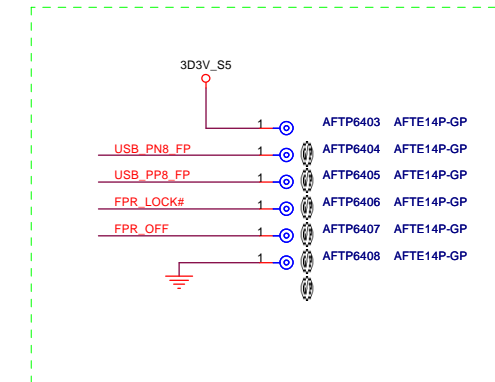 3D3V_S5
1 AFTP6403 AFTE14P-GP
USB_PN8_FP 1 AFTP6404 AFTE14P-GP
USB_PP8_FP 1 AFTP6405 AFTE14P-GP
FPR_LOCK# 1 AFTP6406 AFTE14P-GP
FPR_OFF 1 AFTP6407 AFTE14P-GP
1 AFTP6408 AFTE14P-GP